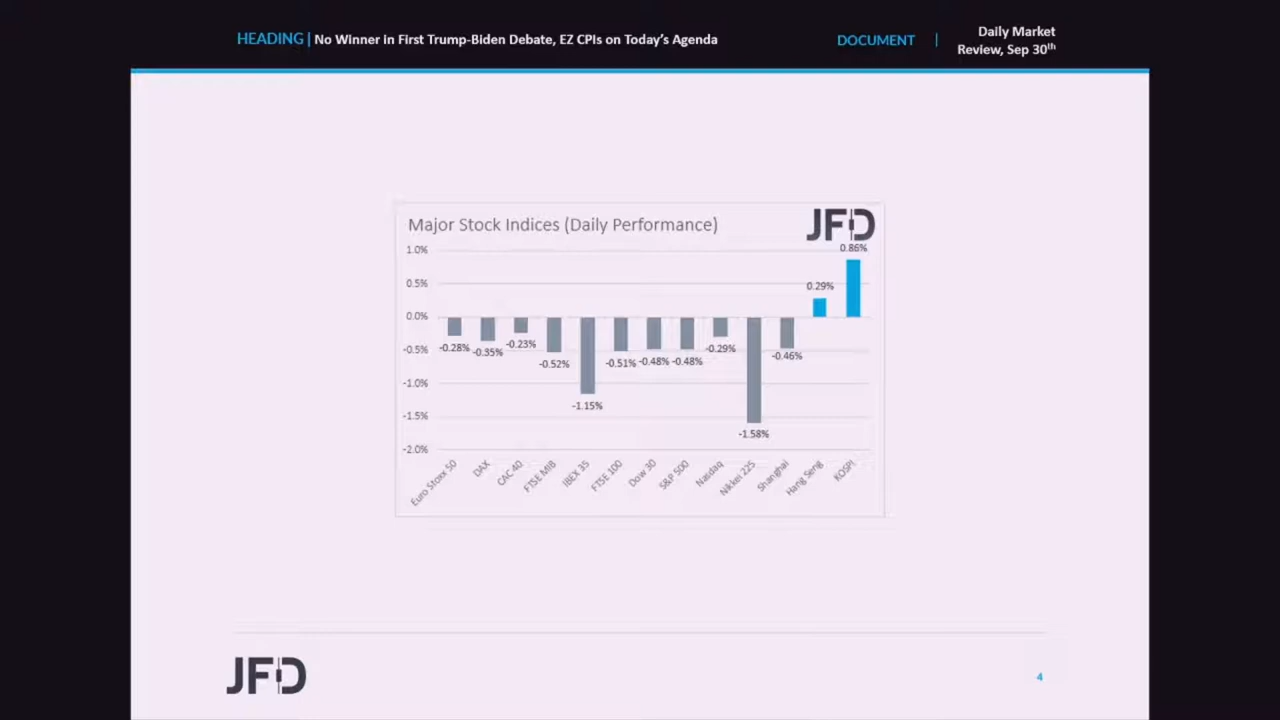 HEADING | No Winner in First Trump-Biden Debate, EZ CPIs on Today's Agenda
DOCUMENT | Daily Market
Review, Sep 30th
Major Stock Indices (Daily Performance)
JFD
1.0%
0.5%
0.0%
-0.5%
-1.0%
-1.5%
-2.0%
-0.28%
-0.35%
-0.23%
-0.52%
-1.15%
-0.51%
-0.48%
-0.48%
-0.29%
-1.58%
-0.46%
0.29%
0.86%
Euro Stoxx 50
DAX
CAC 40
FTSE MIB
IBEX 35
FTSE 100
Dow 30
S&P 500
Nasdaq
Nikkei 225
Shanghai
Hang Seng
KOSPI
JFD
4